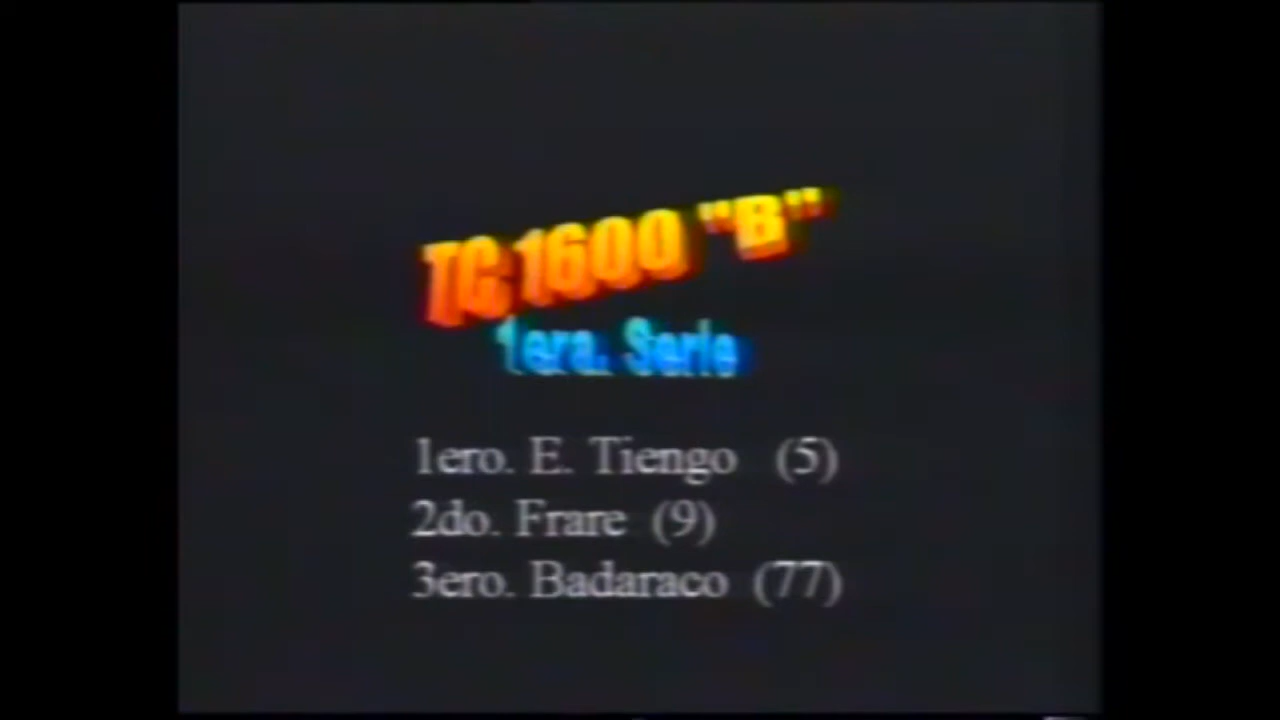 TC 1600 "B"
1era. Serie
1ero. E. Tiengo (5)
2do. Frare (9)
3ero. Badaraco (77)